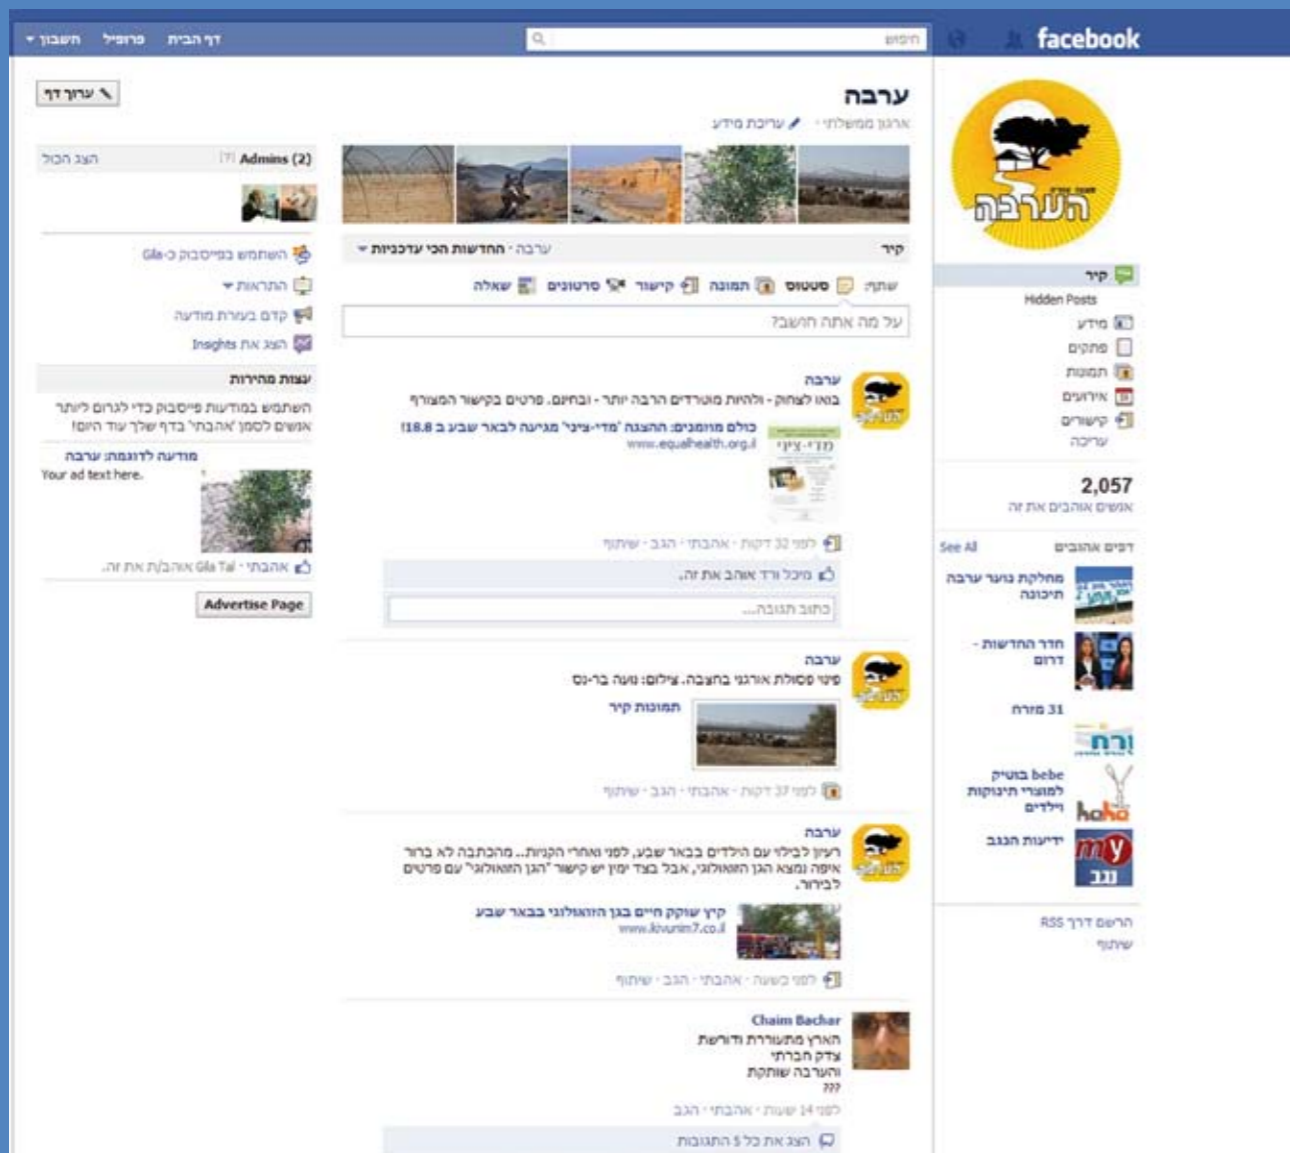 facebook
חיפוש
דף הבית
פרופיל
חשבון
הערבה
קיר
Hidden Posts
מידע
פתקים
תמונות
אירועים
קישורים
עריכה
2,057
אנשים אוהבים את זה
דפים אהובים
See All
מחלקת נוער ערבה
תיכונה
חדר החדשות -
דרום
31 מזרח
bebe בוטיק
למוצרי תינוקות
וילדים
ידיעות הנגב
my
נגב
הרשם דרך RSS
שיתוף
ערבה
ארגון ממשלתי · עריכת מידע
קיר
ערבה · החדשות הכי עדכניות
שתף: סטטוס תמונה קישור סרטונים שאלה
על מה אתה חושב?
ערבה
בואו לצחוק - ולהיות מוטרדים הרבה יותר - ובחינם. פרטים בקישור המצורף
כולם מוזמנים: ההצגה 'מדי-ציני' מגיעה לבאר שבע ב 18.8!
www.equalhealth.org.il
מדי-ציני
לפני 32 דקות · אהבתי · הגב · שיתוף
מיכל ורד אוהב את זה.
כתוב תגובה...
ערבה
פינוי פסולת אורגני בחצבה. צילום: נועה בר-נס
תמונות קיר
לפני 37 דקות · אהבתי · הגב · שיתוף
ערבה
רעיון לבילוי עם הילדים בבאר שבע, לפני ואחרי הקניות.. מהכתבה לא ברור
איפה נמצא הגן הזואולוגי, אבל בצד ימין יש קישור "הגן הזואולוגי" עם פרטים
לבירור.
קיץ שוקק חיים בגן הזואולוגי בבאר שבע
www.kivunim7.co.il
לפני כשעה · אהבתי · הגב · שיתוף
Chaim Bachar
הארץ מתעוררת ודורשת
צדק חברתי
והערבה שותקת
???
לפני 14 שעות · אהבתי · הגב
הצג את כל 5 התגובות
ערוך דף
Admins (2) [?]
הצג הכול
השתמש בפייסבוק כ-Gila
התראות
קדם בעזרת מודעה
הצג את Insights
עצות מהירות
השתמש במודעות פייסבוק כדי לגרום ליותר
אנשים לסמן 'אהבתי' בדף שלך עוד היום!
מודעה לדוגמה: ערבה
Your ad text here.
אהבתי · Gila Tal אוהב/ת את זה.
Advertise Page